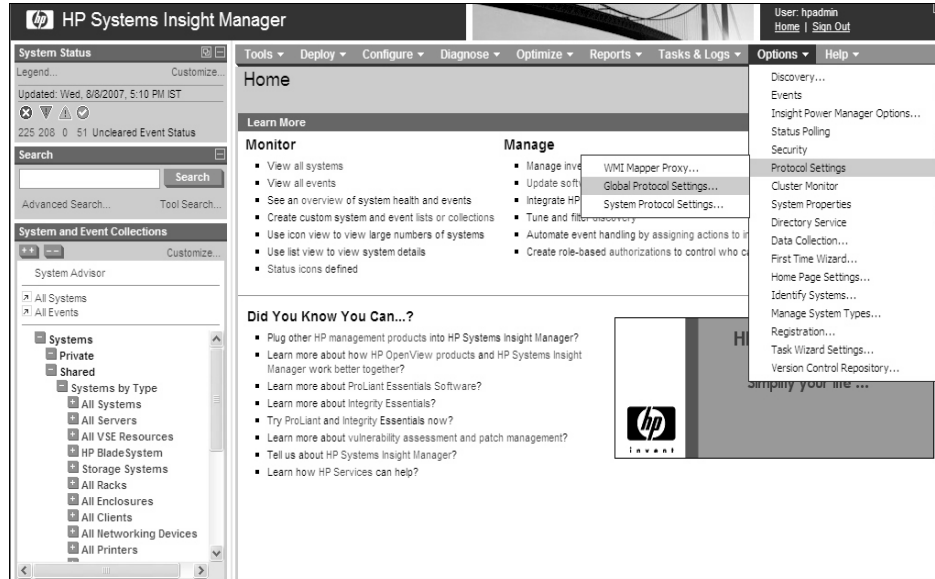 hp HP Systems Insight Manager
User: hpadmin
Home | Sign Out
System Status
Legend... Customize...
Updated: Wed, 8/8/2007, 5:10 PM IST
225 208 0 51 Uncleared Event Status
Search
Search
Advanced Search... Tool Search...
System and Event Collections
Customize...
System Advisor
All Systems
All Events
Systems
Private
Shared
Systems by Type
All Systems
All Servers
All VSE Resources
HP BladeSystem
Storage Systems
All Racks
All Enclosures
All Clients
All Networking Devices
All Printers
Tools Deploy Configure Diagnose Optimize Reports Tasks & Logs Options Help
Home
Learn More
Monitor
View all systems
View all events
See an overview of system health and events
Create custom system and event lists or collections
Use icon view to view large numbers of systems
Use list view to view system details
Status icons defined
Manage
Manage inve
Update soft
Integrate HP
Tune and filter discovery
Automate event handling by assigning actions to in
Create role-based authorizations to control who ca
WMI Mapper Proxy...
Global Protocol Settings...
System Protocol Settings...
Discovery...
Events
Insight Power Manager Options...
Status Polling
Security
Protocol Settings
Cluster Monitor
System Properties
Directory Service
Data Collection...
First Time Wizard...
Home Page Settings...
Identify Systems...
Manage System Types...
Registration...
Task Wizard Settings...
Version Control Repository...
Did You Know You Can...?
Plug other HP management products into HP Systems Insight Manager?
Learn more about how HP OpenView products and HP Systems Insight
Manager work better together?
Learn more about ProLiant Essentials Software?
Learn more about Integrity Essentials?
Try ProLiant and Integrity Essentials now?
Learn more about vulnerability assessment and patch management?
Tell us about HP Systems Insight Manager?
Learn how HP Services can help?
Simplify your life ...
hp
invent